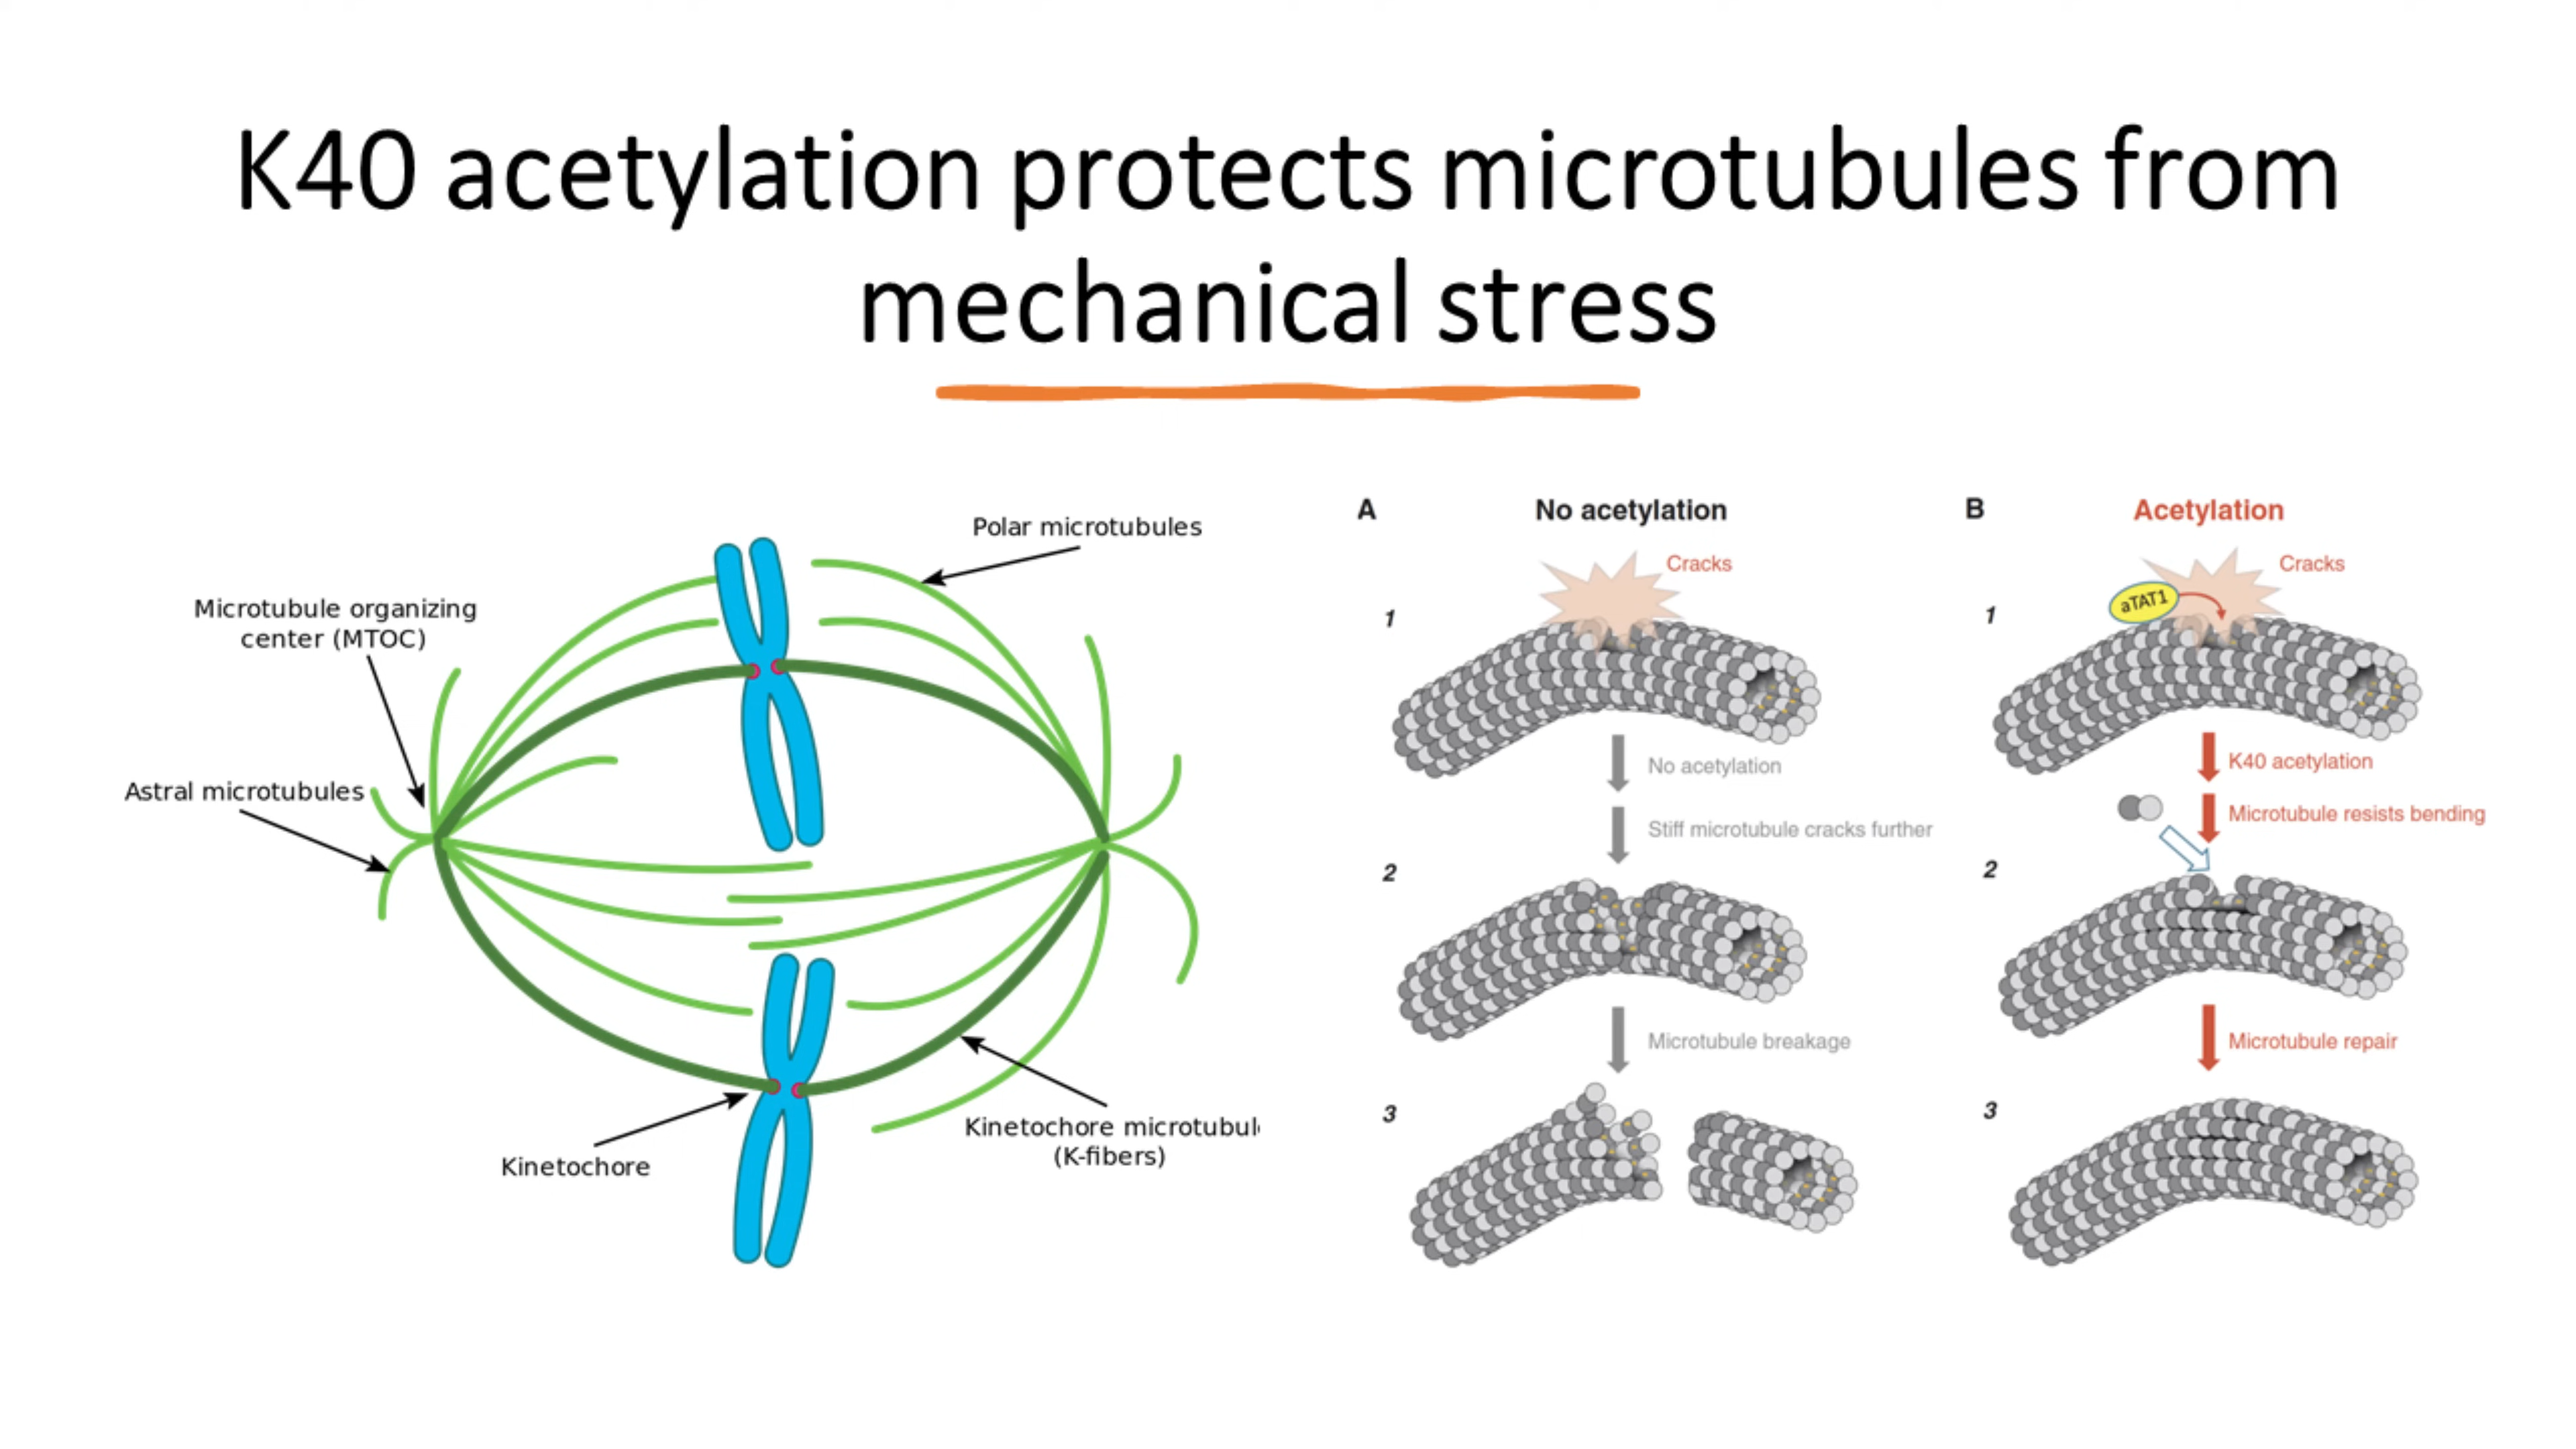 K40 acetylation protects microtubules from
mechanical stress
Polar microtubules
Microtubule organizing
center (MTOC)
Astral microtubules
Kinetochore
Kinetochore microtubul
(K-fibers)
A
No acetylation
Cracks
1
No acetylation
Stiff microtubule cracks further
2
Microtubule breakage
3
B
Acetylation
Cracks
aTAT1
1
K40 acetylation
Microtubule resists bending
2
Microtubule repair
3